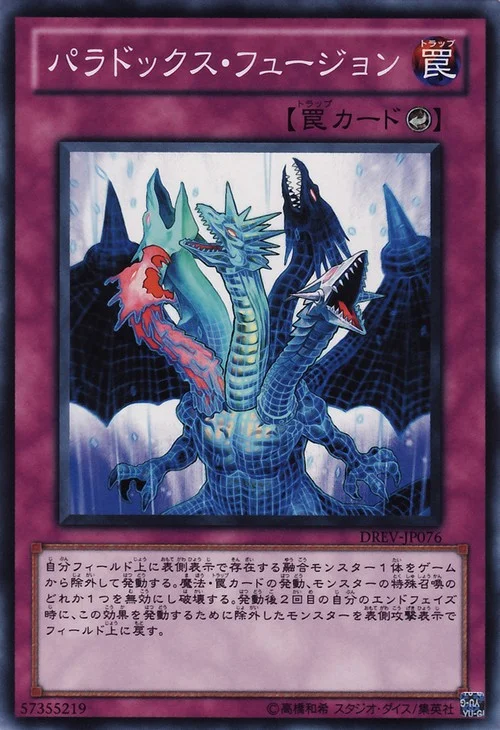 パラドックス・フュージョン
トラップ
罠
【罠カード】
トラップ
DREV-JP076
自分フィールド上に表側表示で存在する融合モンスター1体をゲーム
から除外して発動する。魔法・罠カードの発動、モンスターの特殊召喚の
どれか1つを無効にし破壊する。発動後2回目の自分のエンドフェイズ
時に、この効果を発動するために除外したモンスターを表側攻撃表示で
フィールド上に戻す。
57355219
©高橋和希 スタジオ・ダイス/集英社